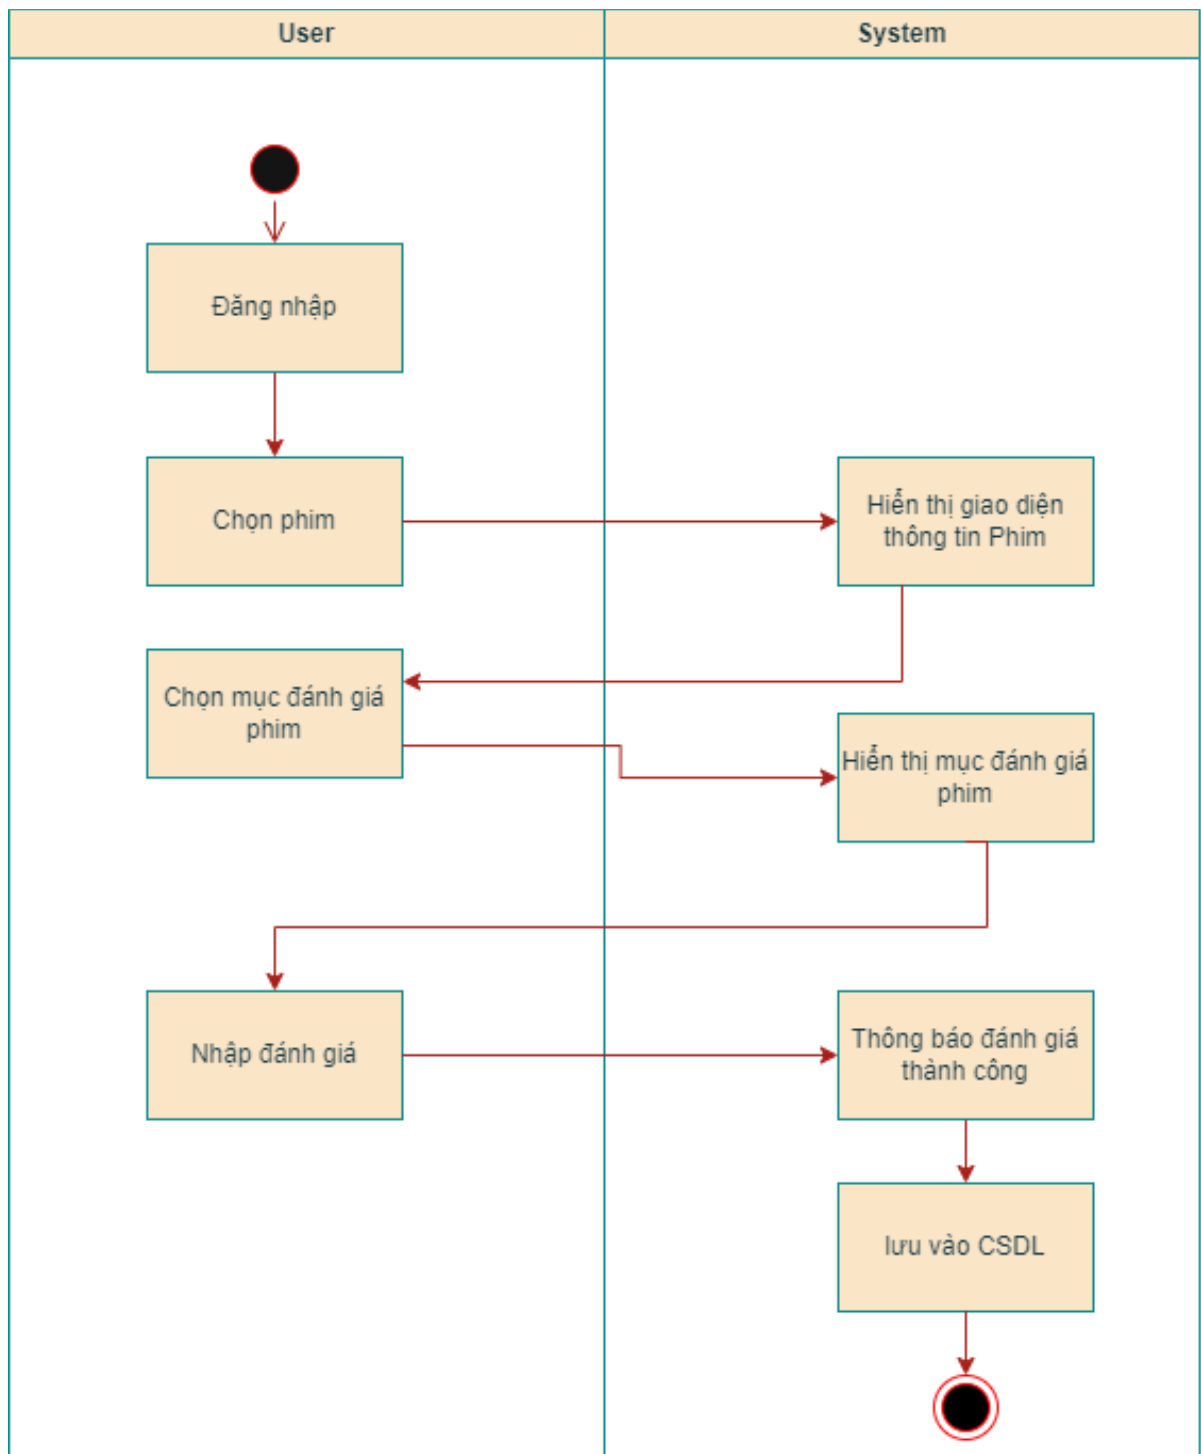 User
System
Đăng nhập
Chọn phim
Hiển thị giao diện
thông tin Phim
Chọn mục đánh giá
phim
Hiển thị mục đánh giá
phim
Nhập đánh giá
Thông báo đánh giá
thành công
lưu vào CSDL